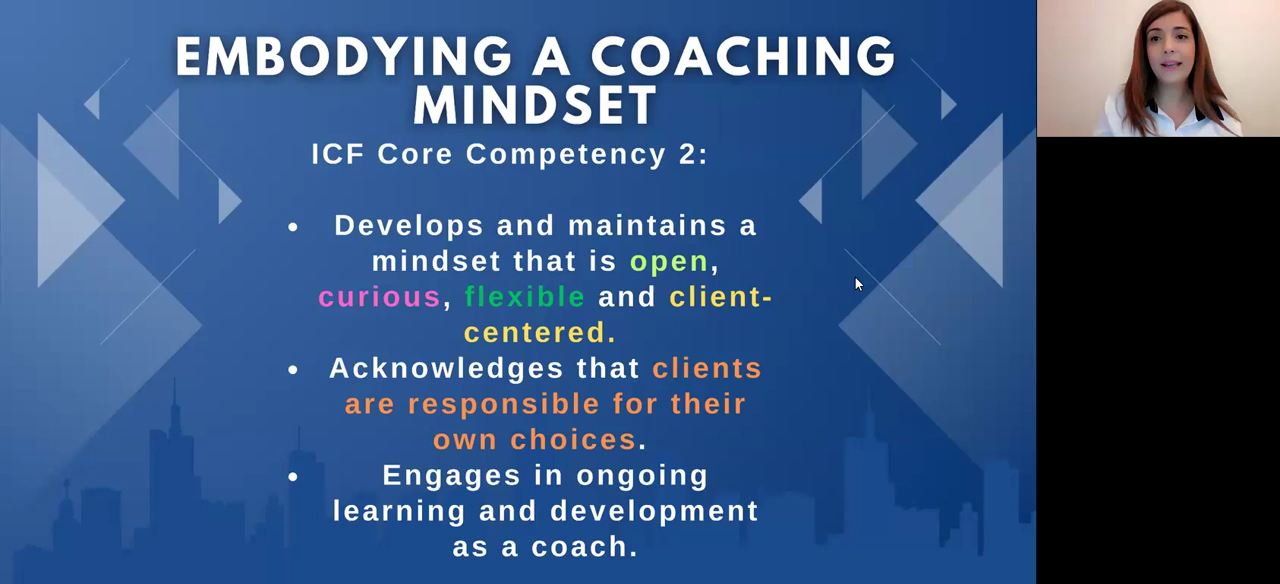 EMBODYING A COACHING
MINDSET
ICF Core Competency 2:
• Develops and maintains a
mindset that is open,
curious, flexible and client-
centered.
• Acknowledges that clients
are responsible for their
own choices.
• Engages in ongoing
learning and development
as a coach.